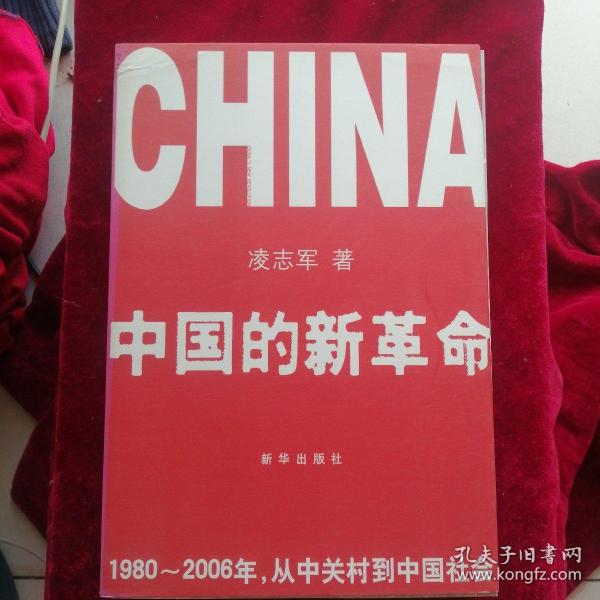 CHINA
凌志军 著
中国的新革命
新华出版社
1980～2006年，从中关村到中国社会
孔夫子旧书网
www.kongfz.com